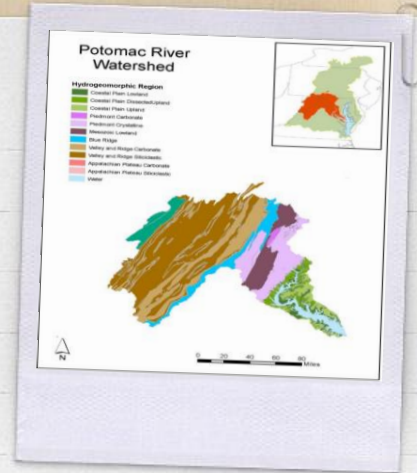 Potomac River
Watershed
Hydrogeomorphic Region
Coastal Plain Lowland
Coastal Plain Dissected Upland
Coastal Plain Upland
Piedmont Carbonate
Piedmont Crystalline
Mesozoic Lowland
Blue Ridge
Valley and Ridge Carbonate
Valley and Ridge Siliciclastic
Appalachian Plateau Carbonate
Appalachian Plateau Siliciclastic
Water
N
0 20 40 60 80
Miles